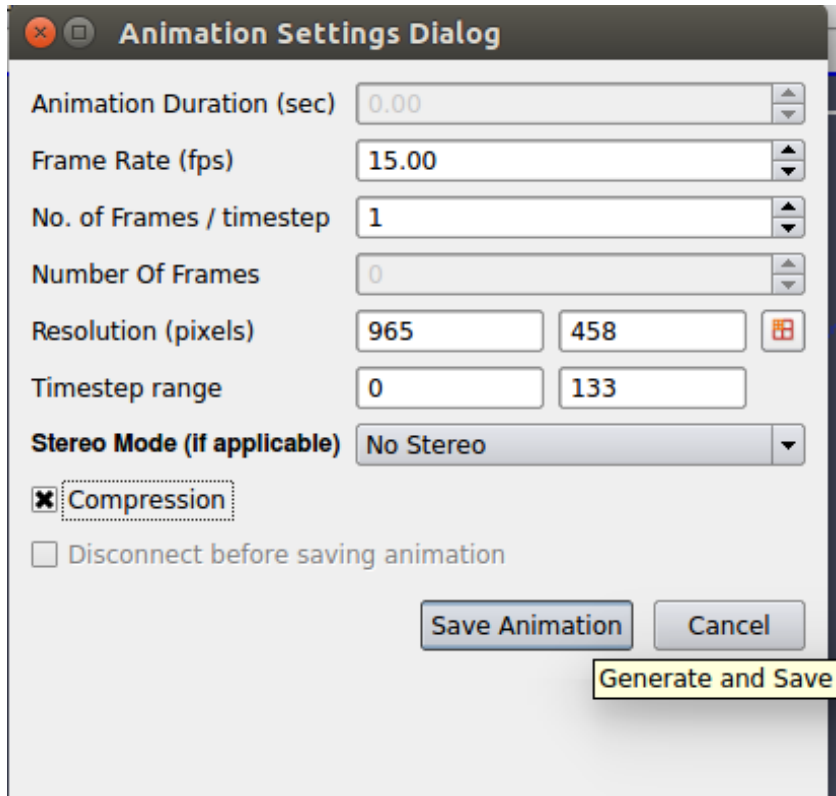 Animation Settings Dialog
Animation Duration (sec) 0.00
Frame Rate (fps) 15.00
No. of Frames / timestep 1
Number Of Frames 0
Resolution (pixels) 965 458
Timestep range 0 133
Stereo Mode (if applicable) No Stereo
Compression
Disconnect before saving animation
Save Animation Cancel
Generate and Save